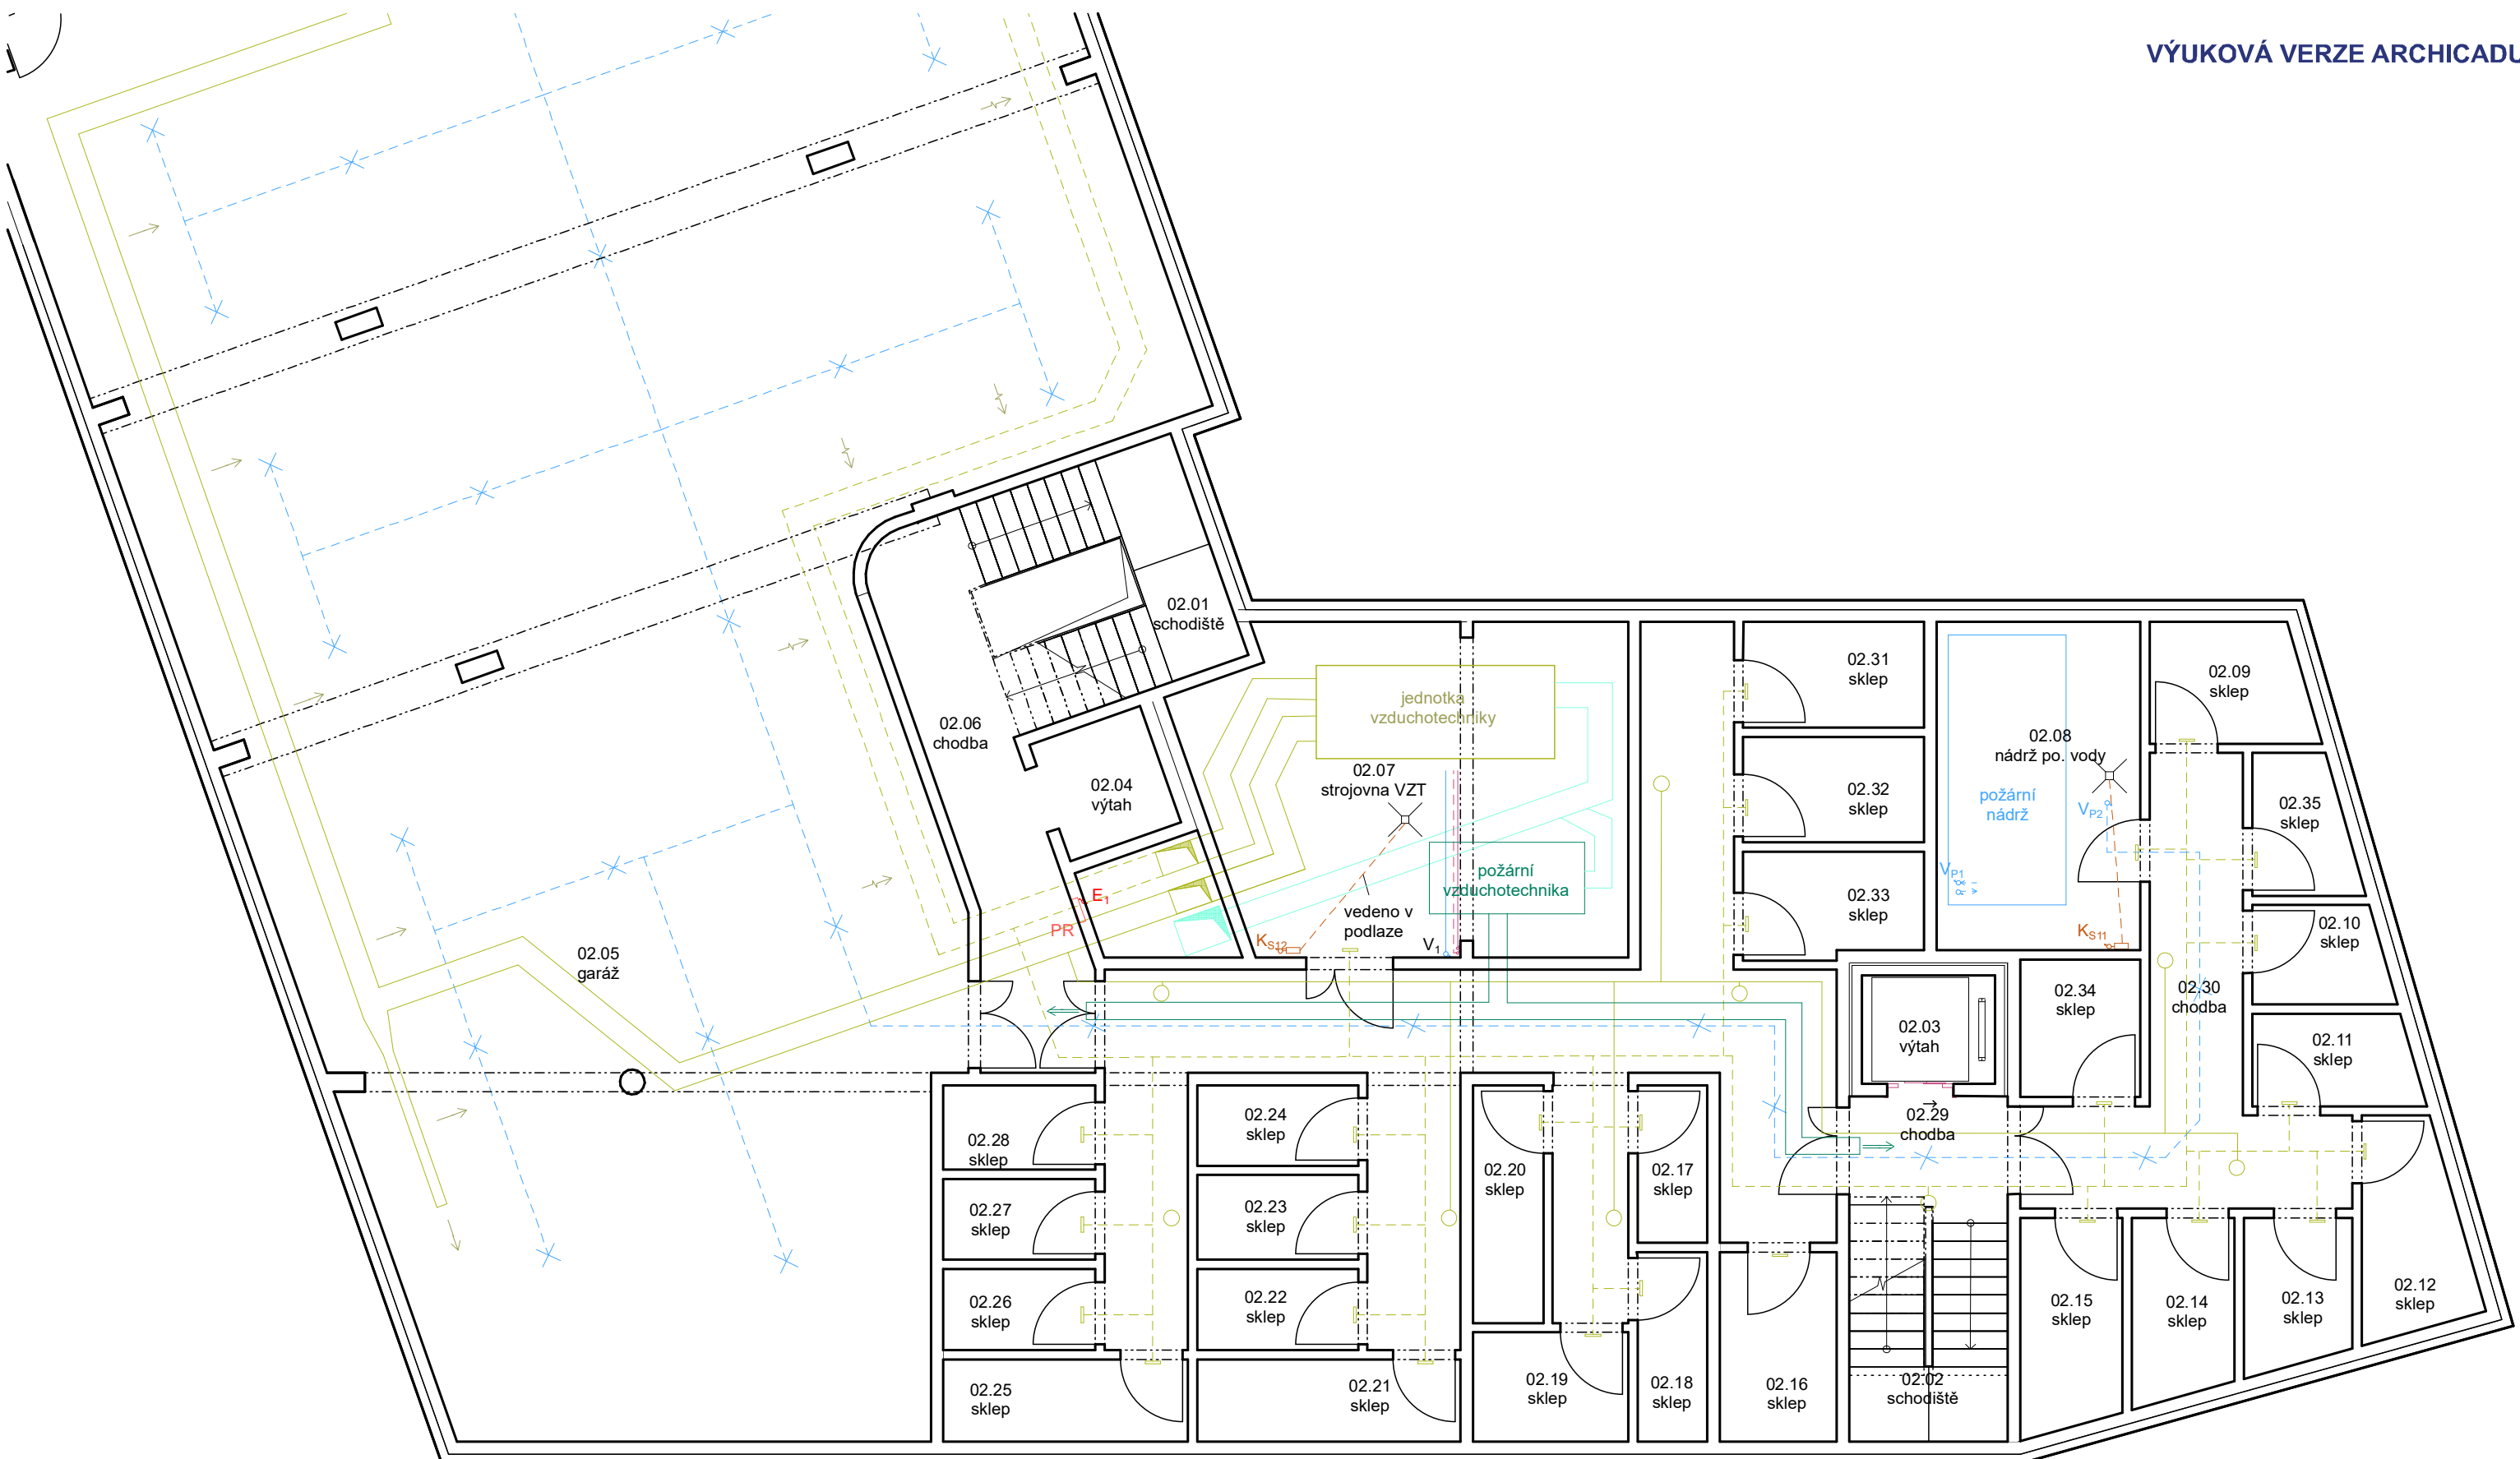 VÝUKOVÁ VERZE ARCHICADU
02.01
schodiště
02.31
sklep
02.09
sklep
jednotka
vzduchotechniky
02.06
chodba
02.08
nádrž po. vody
02.07
strojovna VZT
02.04
výtah
02.32
sklep
požární
nádrž
V_P2
02.35
sklep
požární
vzduchotechnika
V_P1
02.33
sklep
E_1
PR
vedeno v
podlaze
K_S12
V_1
K_S11
02.10
sklep
02.05
garáž
02.34
sklep
02.30
chodba
02.03
výtah
02.11
sklep
02.29
chodba
02.28
sklep
02.24
sklep
02.20
sklep
02.17
sklep
02.27
sklep
02.23
sklep
02.26
sklep
02.22
sklep
02.15
sklep
02.14
sklep
02.13
sklep
02.12
sklep
02.25
sklep
02.21
sklep
02.19
sklep
02.18
sklep
02.16
sklep
02.02
schodiště